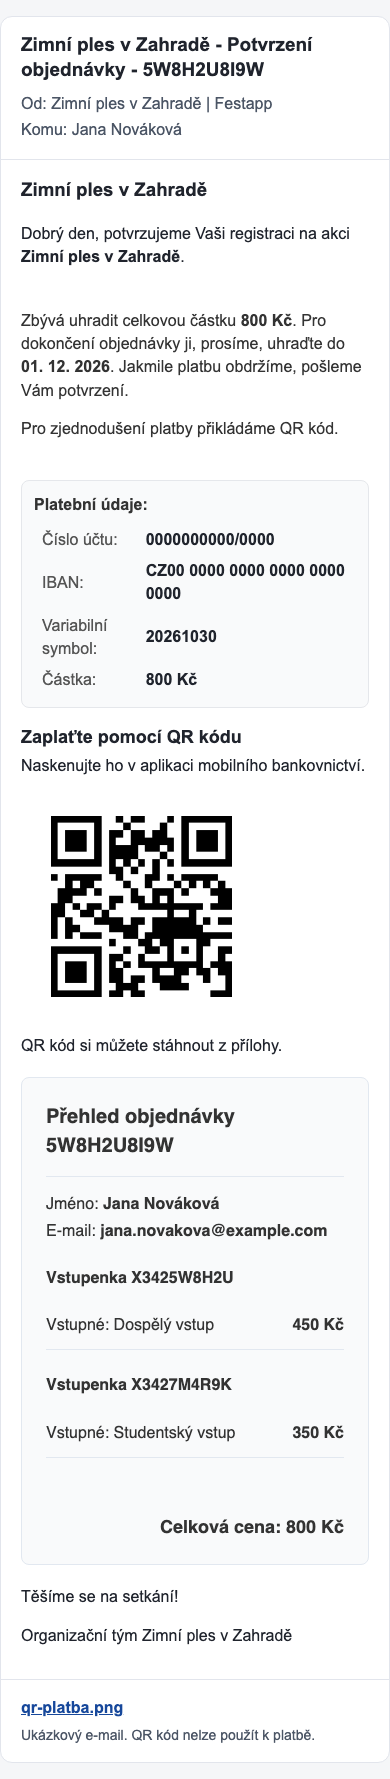 Zimní ples v Zahradě - Potvrzení
objednávky - 5W8H2U8I9W
Od: Zimní ples v Zahradě | Festapp
Komu: Jana Nováková
Zimní ples v Zahradě
Dobrý den, potvrzujeme Vaši registraci na akci
Zimní ples v Zahradě.
Zbývá uhradit celkovou částku 800 Kč. Pro
dokončení objednávky ji, prosíme, uhraďte do
01. 12. 2026. Jakmile platbu obdržíme, pošleme
Vám potvrzení.
Pro zjednodušení platby přikládáme QR kód.
Platební údaje:
Číslo účtu: 0000000000/0000
IBAN: CZ00 0000 0000 0000 0000
0000
Variabilní
symbol: 20261030
Částka: 800 Kč
Zaplaťte pomocí QR kódu
Naskenujte ho v aplikaci mobilního bankovnictví.
QR kód si můžete stáhnout z přílohy.
Přehled objednávky
5W8H2U8I9W
Jméno: Jana Nováková
E-mail: jana.novakova@example.com
Vstupenka X3425W8H2U
Vstupné: Dospělý vstup 450 Kč
Vstupenka X3427M4R9K
Vstupné: Studentský vstup 350 Kč
Celková cena: 800 Kč
Těšíme se na setkání!
Organizační tým Zimní ples v Zahradě
qr-platba.png
Ukázkový e-mail. QR kód nelze použít k platbě.